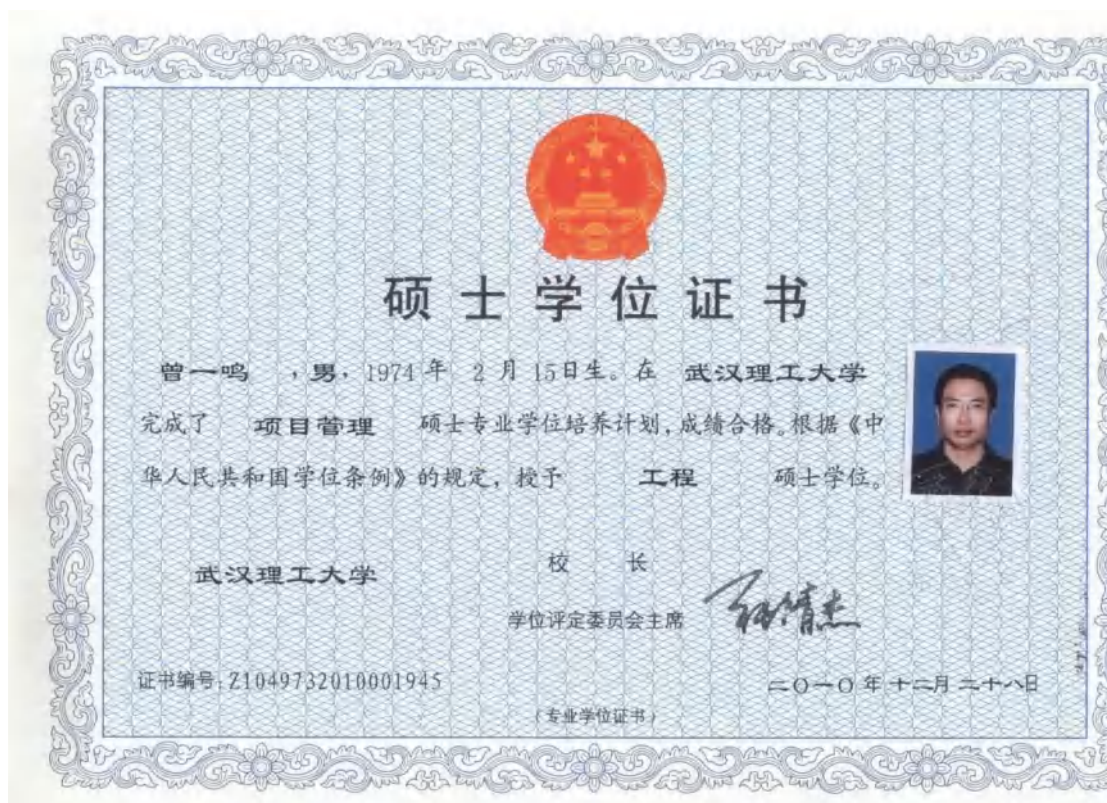 硕士学位证书
曾一鸣 ，男，1974 年 2 月 15日生。在 武汉理工大学
完成了 项目管理 硕士专业学位培养计划，成绩合格。根据《中
华人民共和国学位条例》的规定，授予 工程 硕士学位。
武汉理工大学
校 长
学位评定委员会主席
证书编号：Z1049732010001945
二〇一〇年十二月二十八日
（专业学位证书）